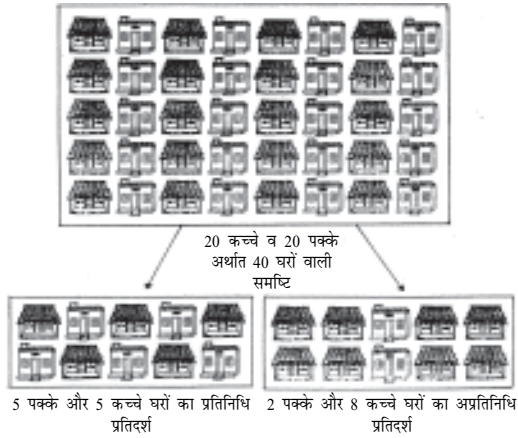 20 कच्चे व 20 पक्के
अर्थात 40 घरों वाली
समष्टि
5 पक्के और 5 कच्चे घरों का प्रतिनिधि
प्रतिदर्श
2 पक्के और 8 कच्चे घरों का अप्रतिनिधि
प्रतिदर्श